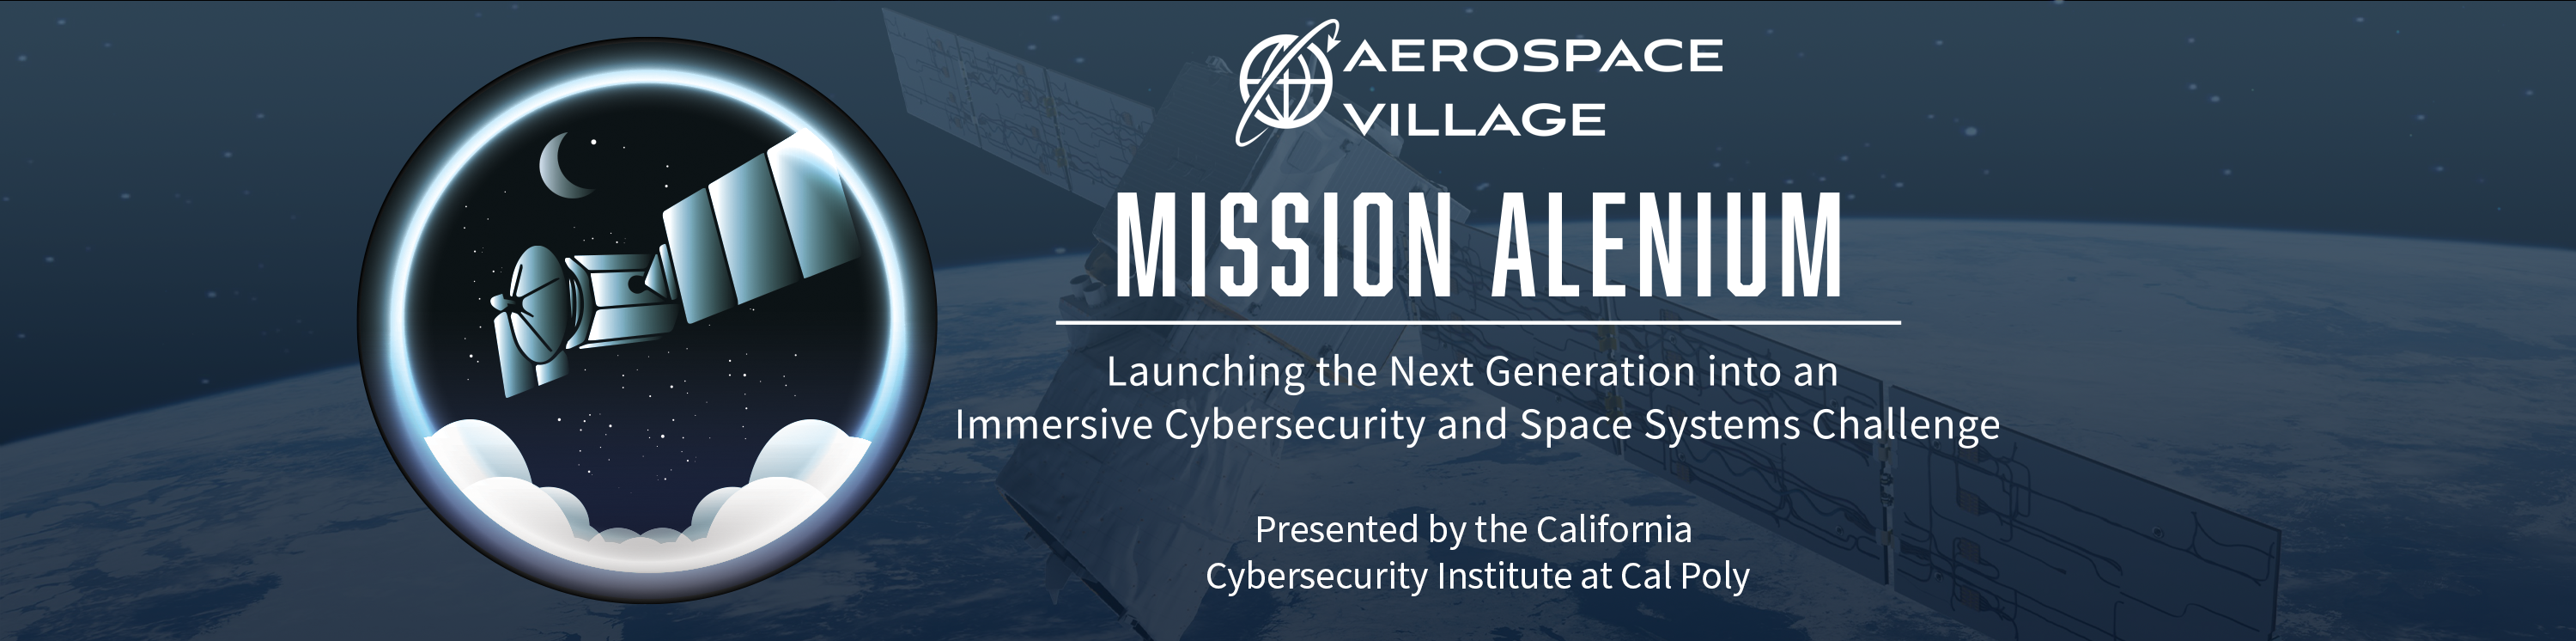 AEROSPACE
VILLAGE
MISSION ALENIUM
Launching the Next Generation into an
Immersive Cybersecurity and Space Systems Challenge
Presented by the California
Cybersecurity Institute at Cal Poly